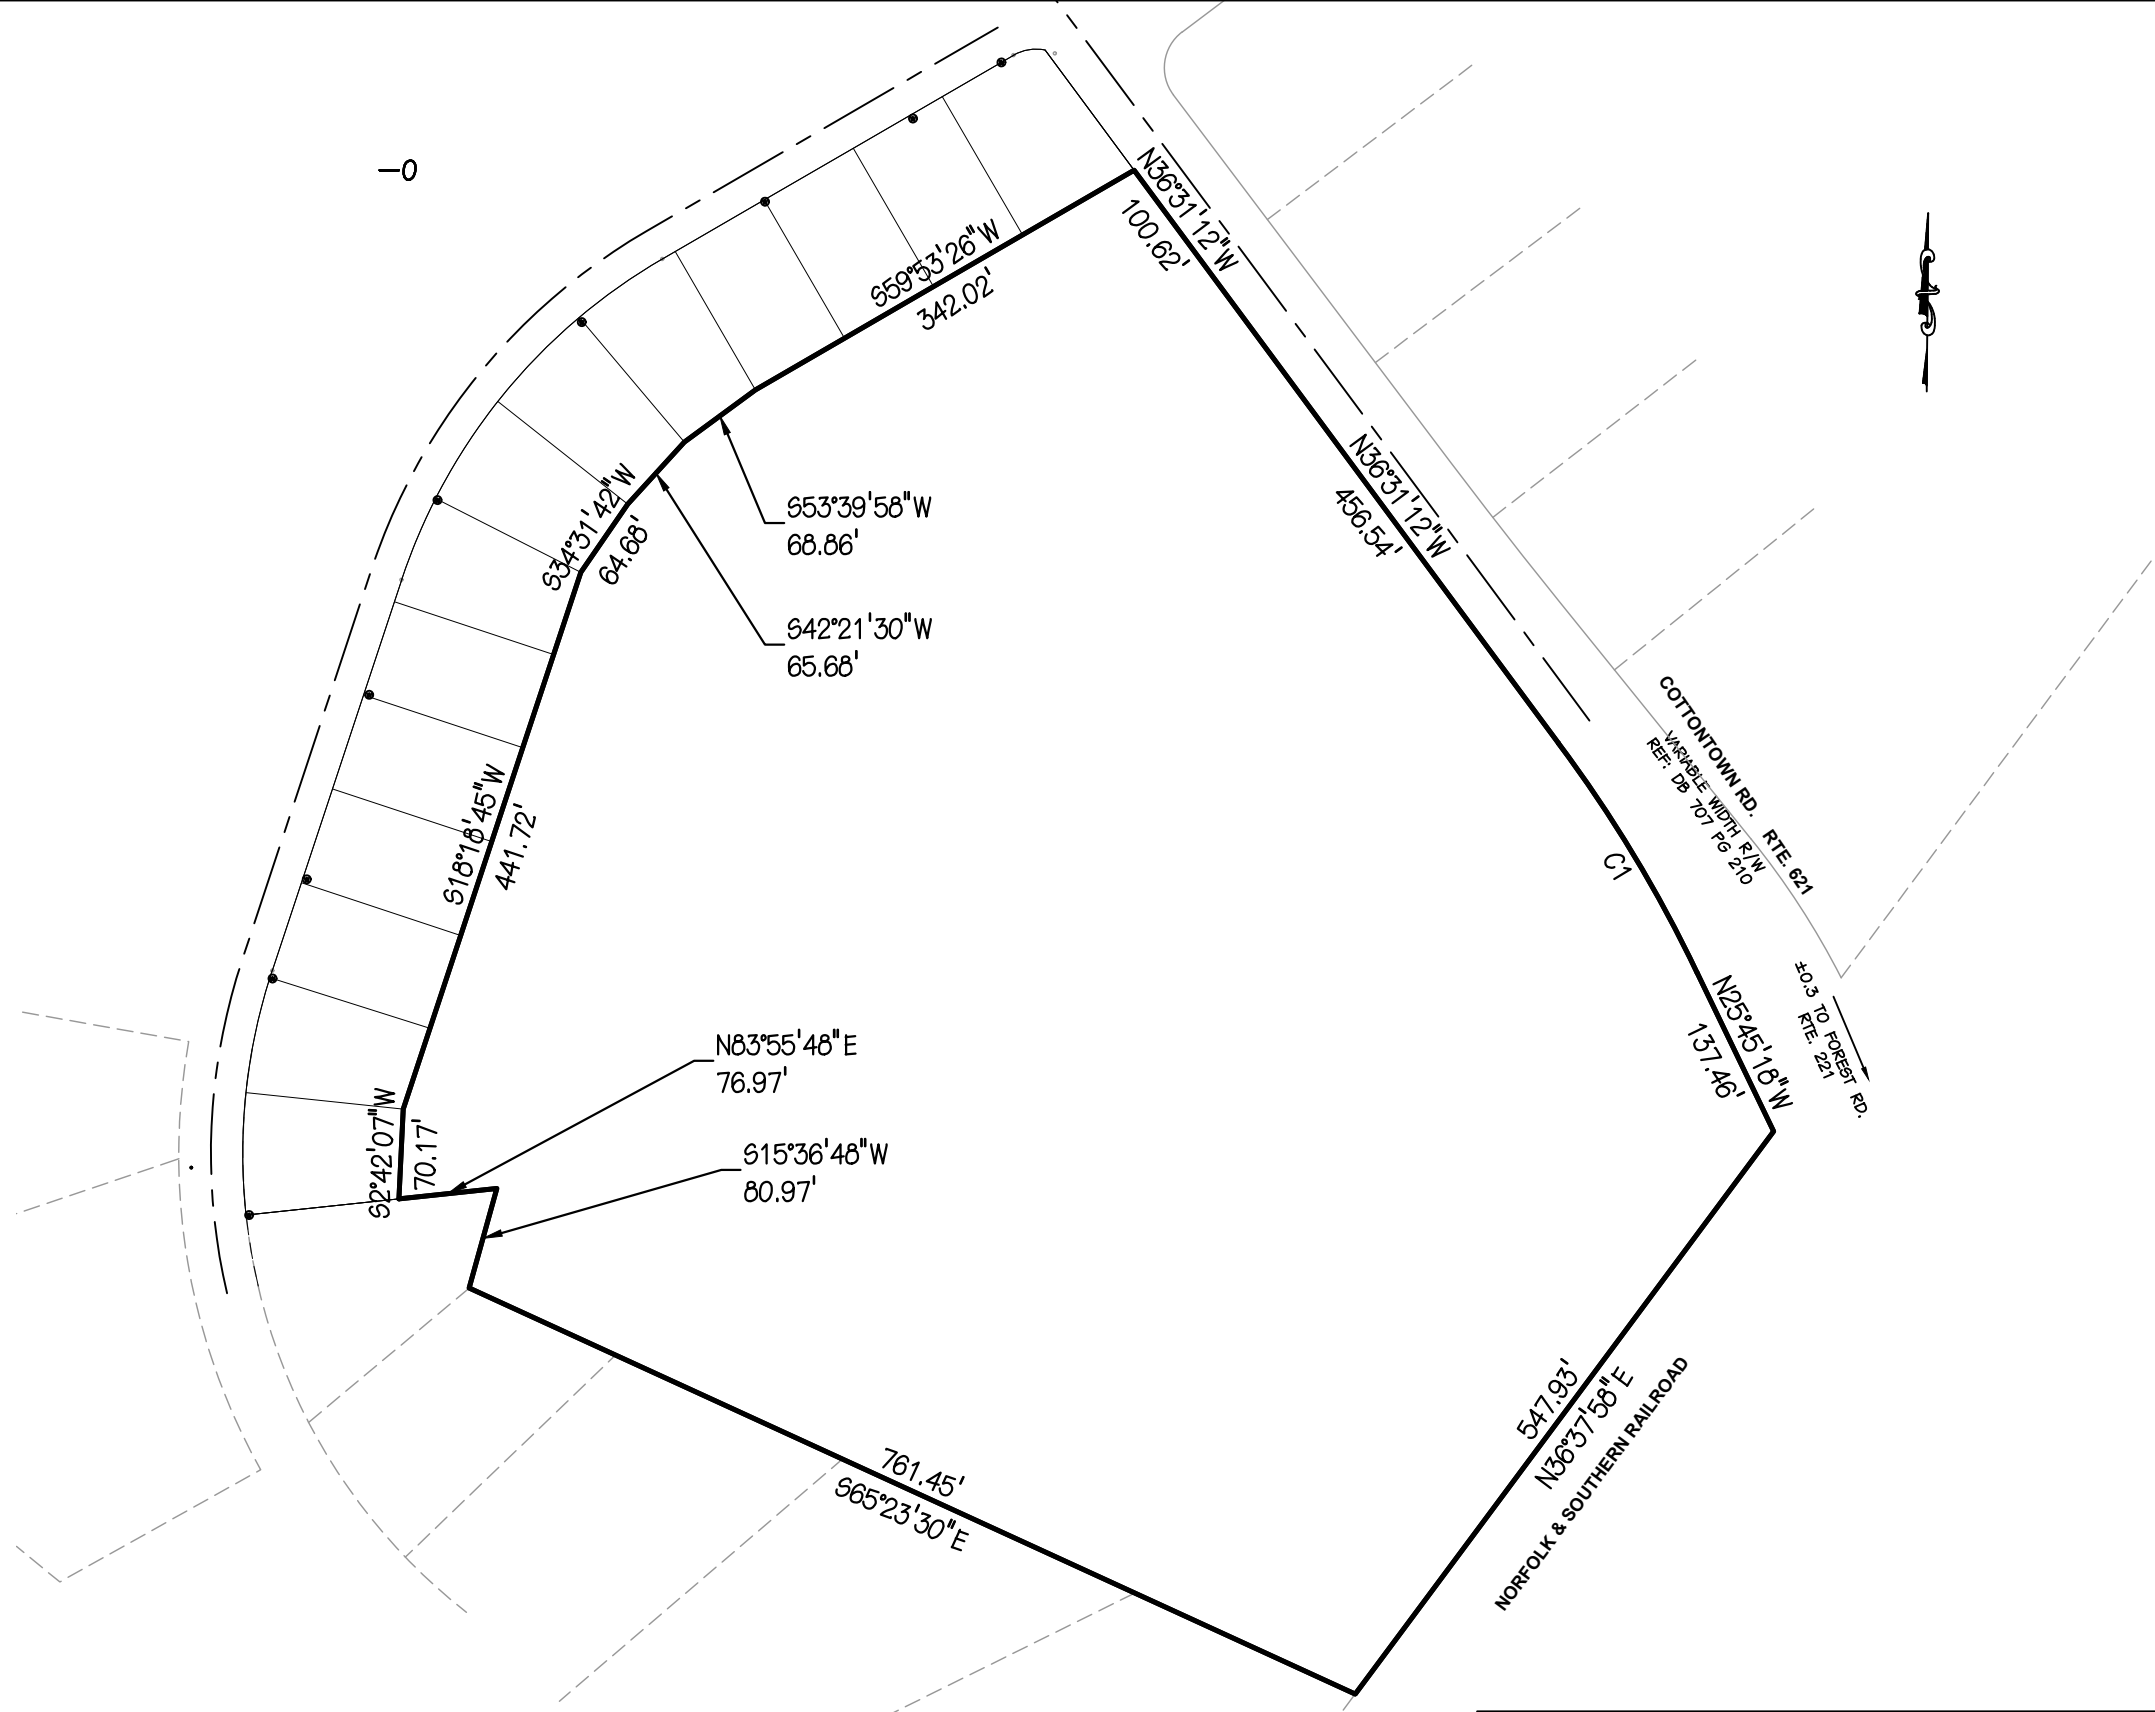 –0
N36°31'12"W
100.62'
S59°53'26"W
342.02'
N36°31'12"W
456.54'
S34°31'42"W
64.68'
S53°39'58"W
68.86'
S42°21'30"W
65.68'
COTTONTOWN RD. RTE. 621
VARIABLE WIDTH R/W
REF: DB 707 PG 210
S18°18'45"W
441.72'
C1
±0.3 TO FOREST RD.
RTE. 221
N25°45'18"W
137.46'
N83°55'48"E
76.97'
S2°42'07"W
70.17'
S15°36'48"W
80.97'
547.93'
N36°37'58"E
NORFOLK & SOUTHERN RAILROAD
761.45'
S65°23'30"E